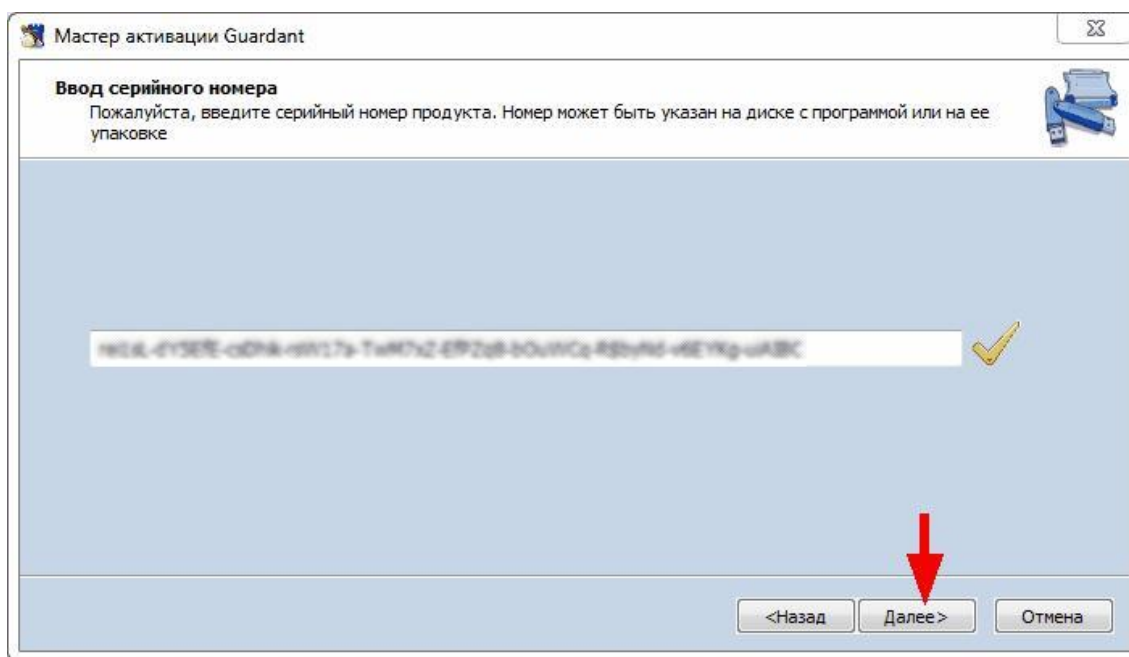 Мастер активации Guardant
Ввод серийного номера
Пожалуйста, введите серийный номер продукта. Номер может быть указан на диске с программой или на ее
упаковке
<Назад
Далее>
Отмена